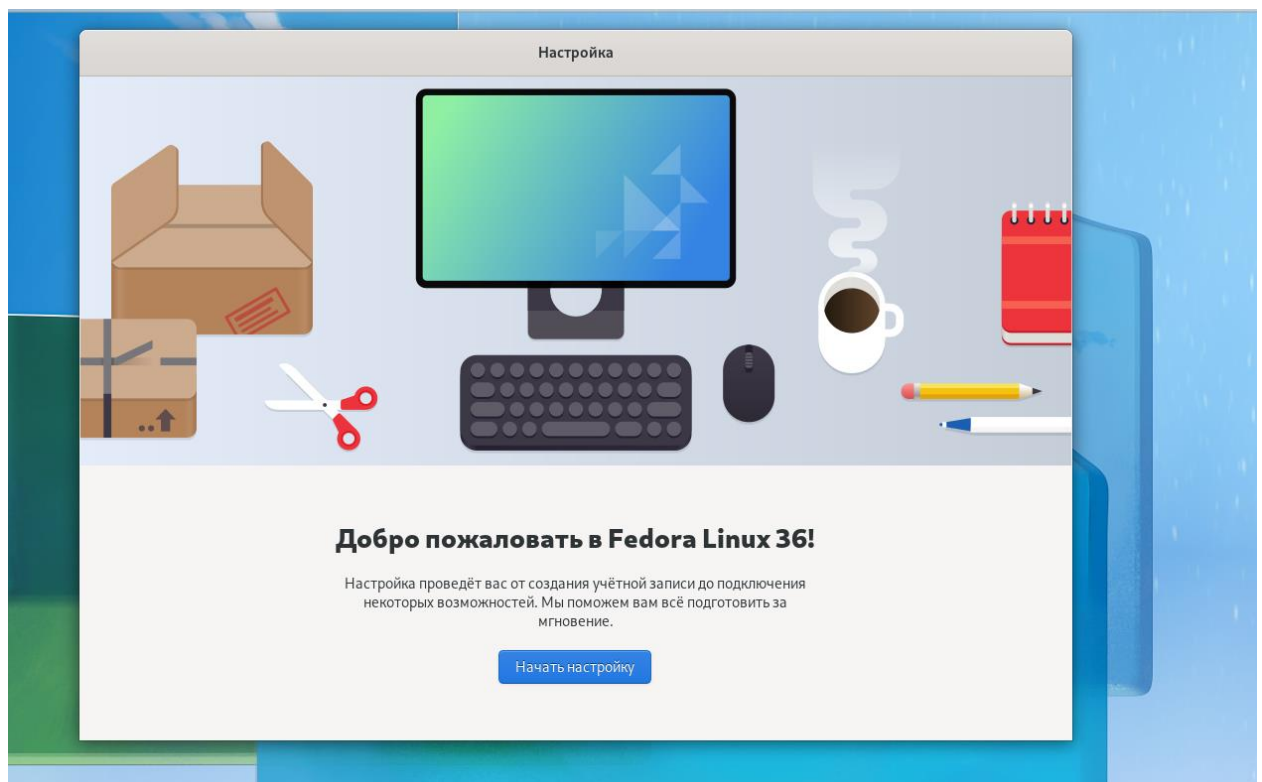 Настройка
Добро пожаловать в Fedora Linux 36!
Настройка проведёт вас от создания учётной записи до подключения
некоторых возможностей. Мы поможем вам всё подготовить за
мгновение.
Начать настройку